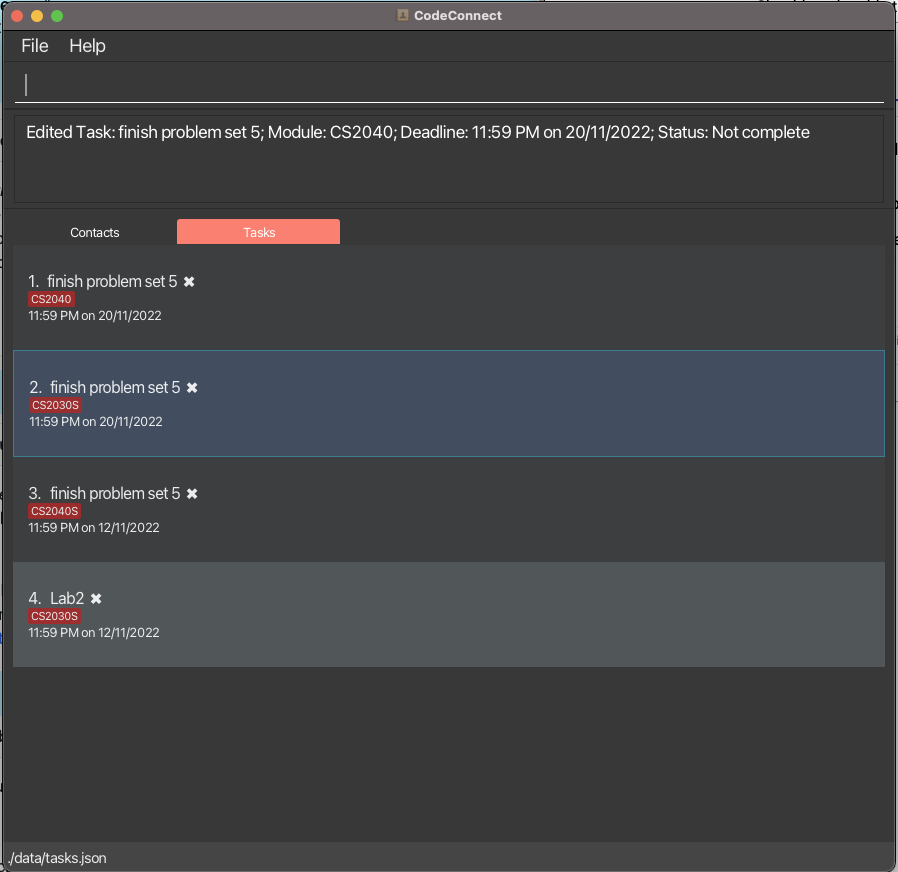 CodeConnect
File Help
Edited Task: finish problem set 5; Module: CS2040; Deadline: 11:59 PM on 20/11/2022; Status: Not complete
Contacts Tasks
1. finish problem set 5 ✖
CS2040
11:59 PM on 20/11/2022
2. finish problem set 5 ✖
CS2030S
11:59 PM on 20/11/2022
3. finish problem set 5 ✖
CS2040S
11:59 PM on 12/11/2022
4. Lab2 ✖
CS2030S
11:59 PM on 12/11/2022
./data/tasks.json